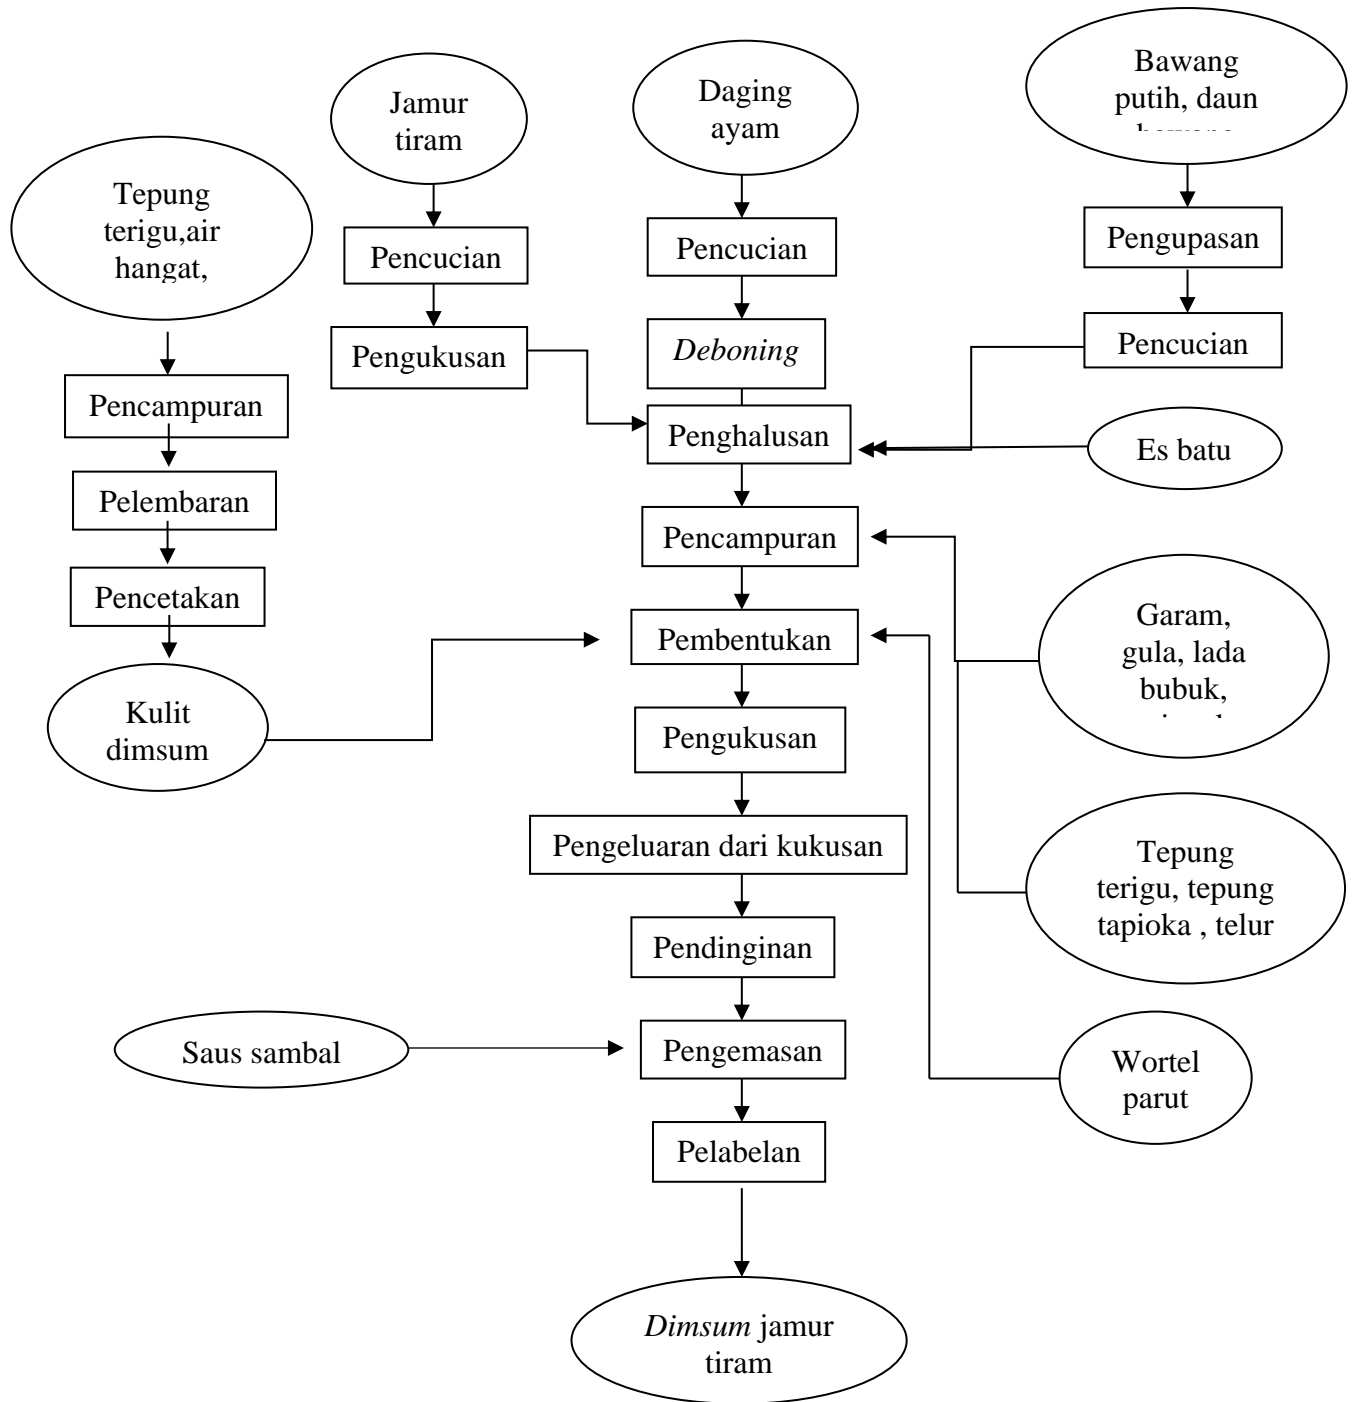 Bawang
putih, daun
Daging
ayam
Jamur
tiram
Tepung
terigu,air
hangat,
Pengupasan
Pencucian
Pencucian
Pencucian
Deboning
Pengukusan
Pencampuran
Penghalusan
Es batu
Pelembaran
Pencampuran
Pencetakan
Pembentukan
Garam,
gula, lada
bubuk,
Kulit
dimsum
Pengukusan
Pengeluaran dari kukusan
Tepung
terigu, tepung
tapioka , telur
Pendinginan
Saus sambal
Pengemasan
Wortel
parut
Pelabelan
Dimsum jamur
tiram